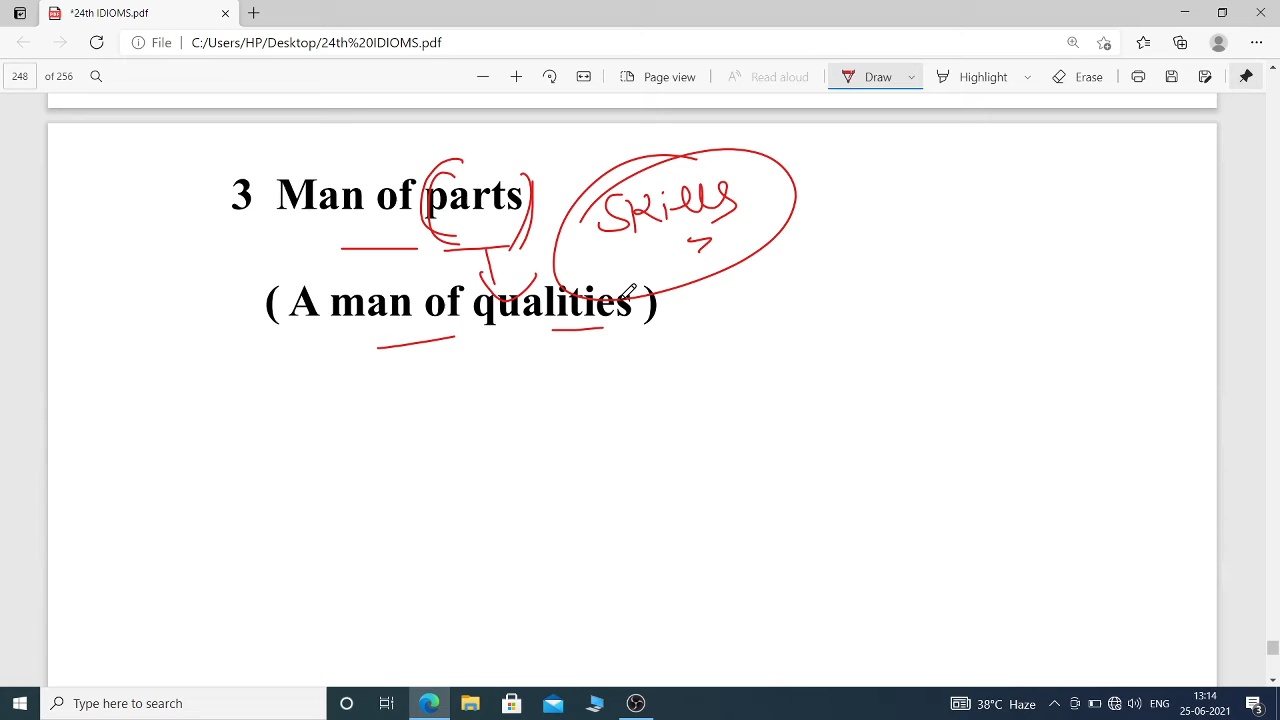 *24th IDIOMS.pdf
File C:/Users/HP/Desktop/24th%20IDIOMS.pdf
248 of 256 Page view Read aloud Draw Highlight Erase
3 Man of parts Skills
( A man of qualities )
Type here to search 38°C Haze ENG 13:14
25-06-2021 3